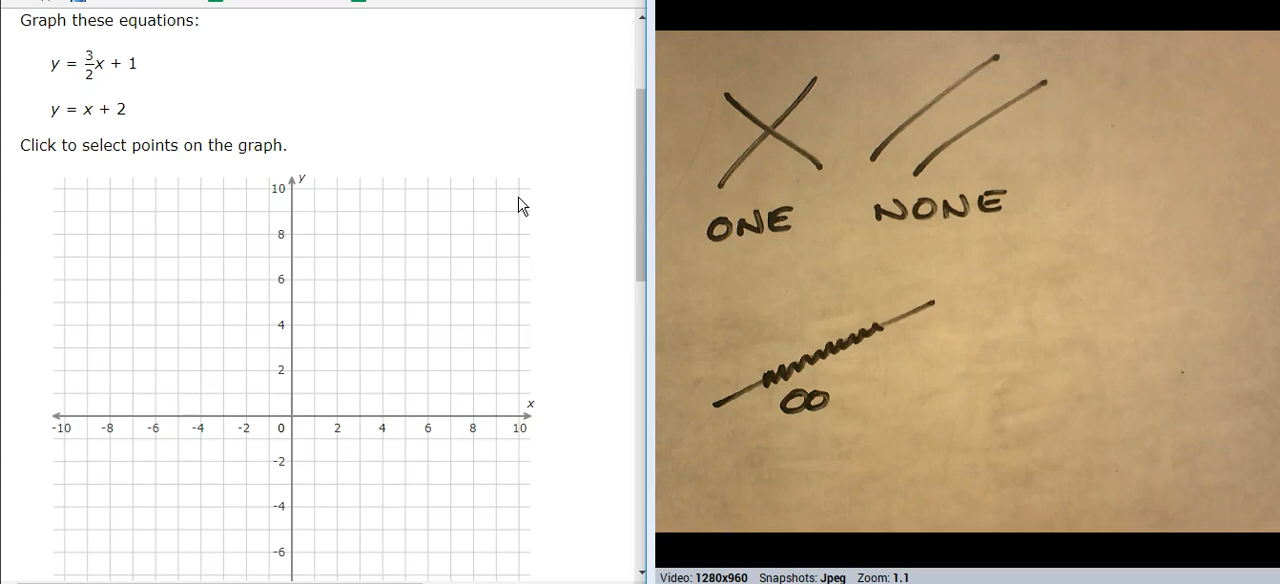 Graph these equations:
y = 3/2x + 1
y = x + 2
Click to select points on the graph.
y
10
8
6
4
2
x
-10 -8 -6 -4 -2 0 2 4 6 8 10
-2
-4
-6
ONE NONE
∞
Video: 1280x960 Snapshots: Jpeg Zoom: 1.1